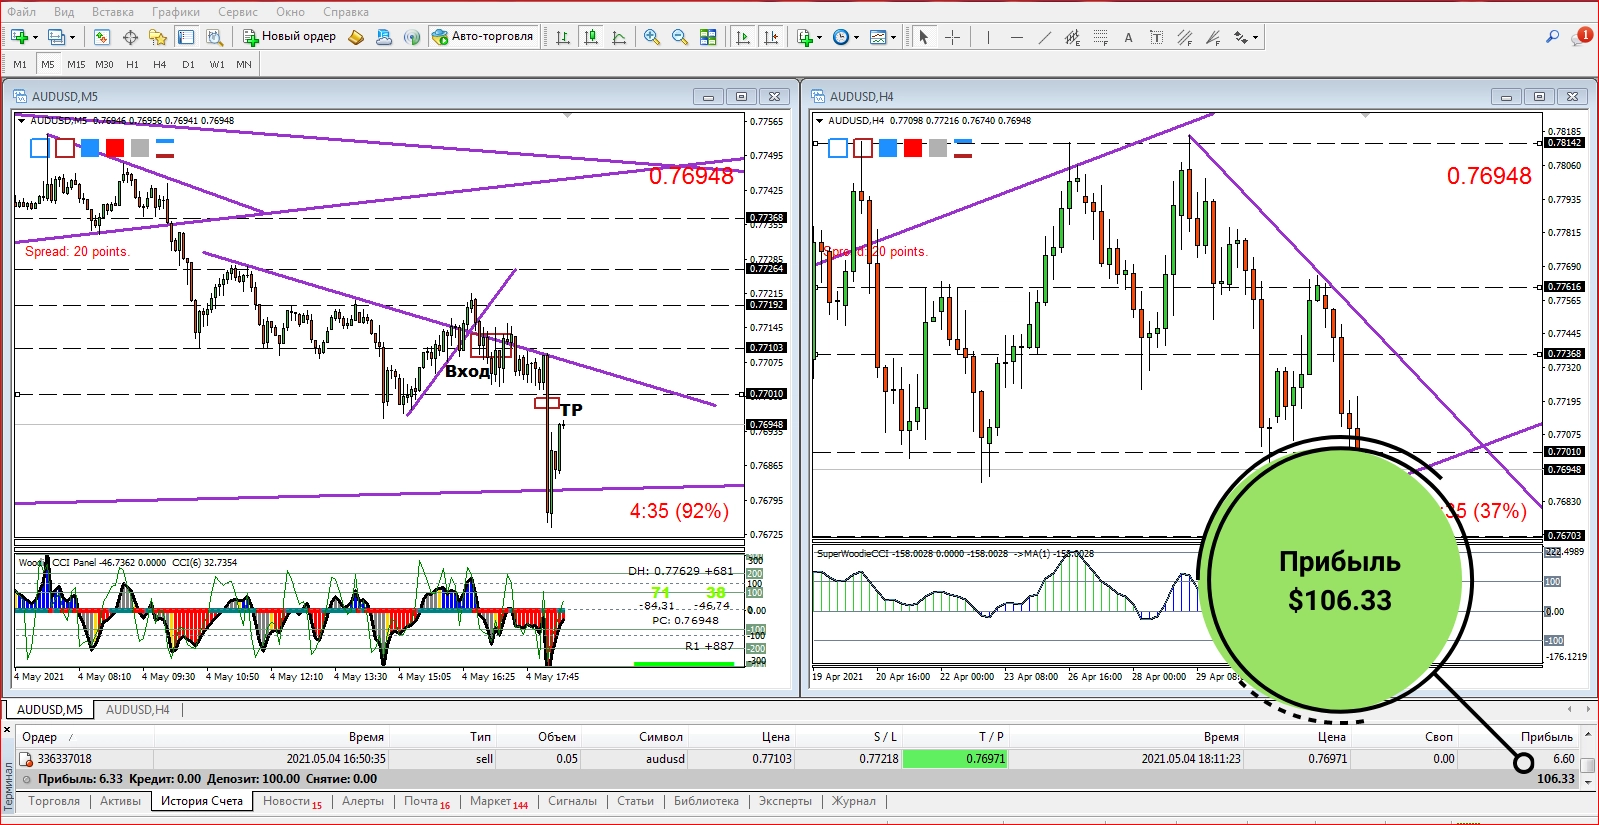 Файл Вид Вставка Графики Сервис Окно Справка
Новый ордер Авто-торговля A T 1
M1 M5 M15 M30 H1 H4 D1 W1 MN
AUDUSD,M5
AUDUSD,M5 0.76946 0.76956 0.76941 0.76948
0.76948
Spread: 20 points.
Вход
TP
4:35 (92%)
0.77565
0.77495
0.77425
0.77368
0.77355
0.77285
0.77264
0.77215
0.77192
0.77145
0.77103
0.77075
0.77010
0.76948
0.76935
0.76865
0.76795
0.76725
CCI Panel -46.7362 0.0000 CCI(6) 32.7354
DH: 0.77629 +681
71 38
-84.31 -46.74
PC: 0.76948
R1 +887
300
200
100
0.00
-100
-200
-300
4 May 2021 4 May 08:10 4 May 09:30 4 May 10:50 4 May 12:10 4 May 13:30 4 May 15:05 4 May 16:25 4 May 17:45
AUDUSD,H4
AUDUSD,H4 0.77098 0.77216 0.76740 0.76948
0.76948
Spread: 20 points.
35 (37%)
0.78185
0.78142
0.78060
0.77935
0.77815
0.77690
0.77616
0.77565
0.77445
0.77368
0.77320
0.77195
0.77075
0.77010
0.76948
0.76830
0.76703
SuperWoodieCCI -158.0028 0.0000 -158.0028 ->MA(1) -158.0028
100
0.00
-100
-176.1219
19 Apr 2021 20 Apr 16:00 22 Apr 00:00 23 Apr 08:00 26 Apr 16:00 28 Apr 00:00
Прибыль
$106.33
AUDUSD,M5 AUDUSD,H4
Ордер / Время Тип Объем Символ Цена S / L T / P Время Цена Своп Прибыль
336337018 2021.05.04 16:50:35 sell 0.05 audusd 0.77103 0.77218 0.76971 2021.05.04 18:11:23 0.76971 0.00 6.60
Прибыль: 6.33 Кредит: 0.00 Депозит: 100.00 Снятие: 0.00 106.33
Терминал
Торговля Активы История Счета Новости 15 Алерты Почта 16 Маркет 144 Сигналы Статьи Библиотека Эксперты Журнал